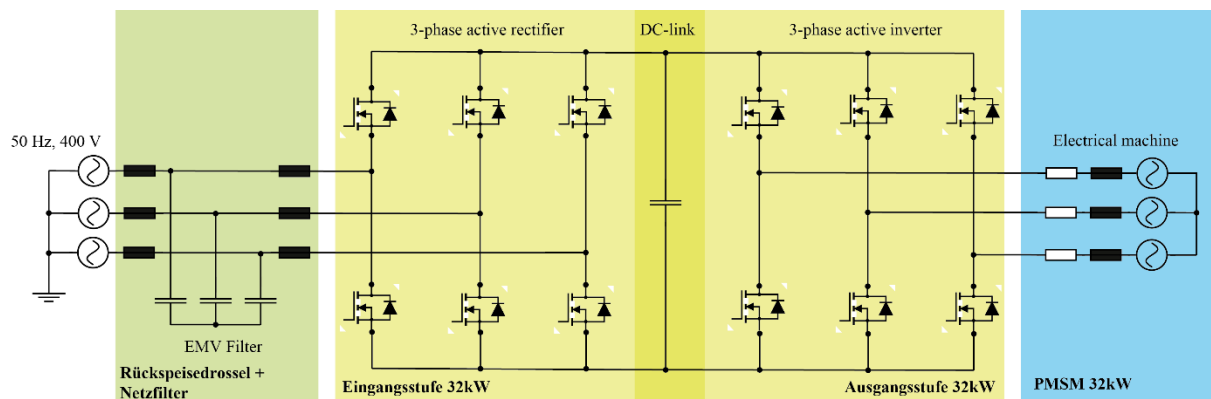 3-phase active rectifier
DC-link
3-phase active inverter
50 Hz, 400 V
Electrical machine
EMV Filter
Rückspeisedrossel +
Netzfilter
Eingangsstufe 32kW
Ausgangsstufe 32kW
PMSM 32kW